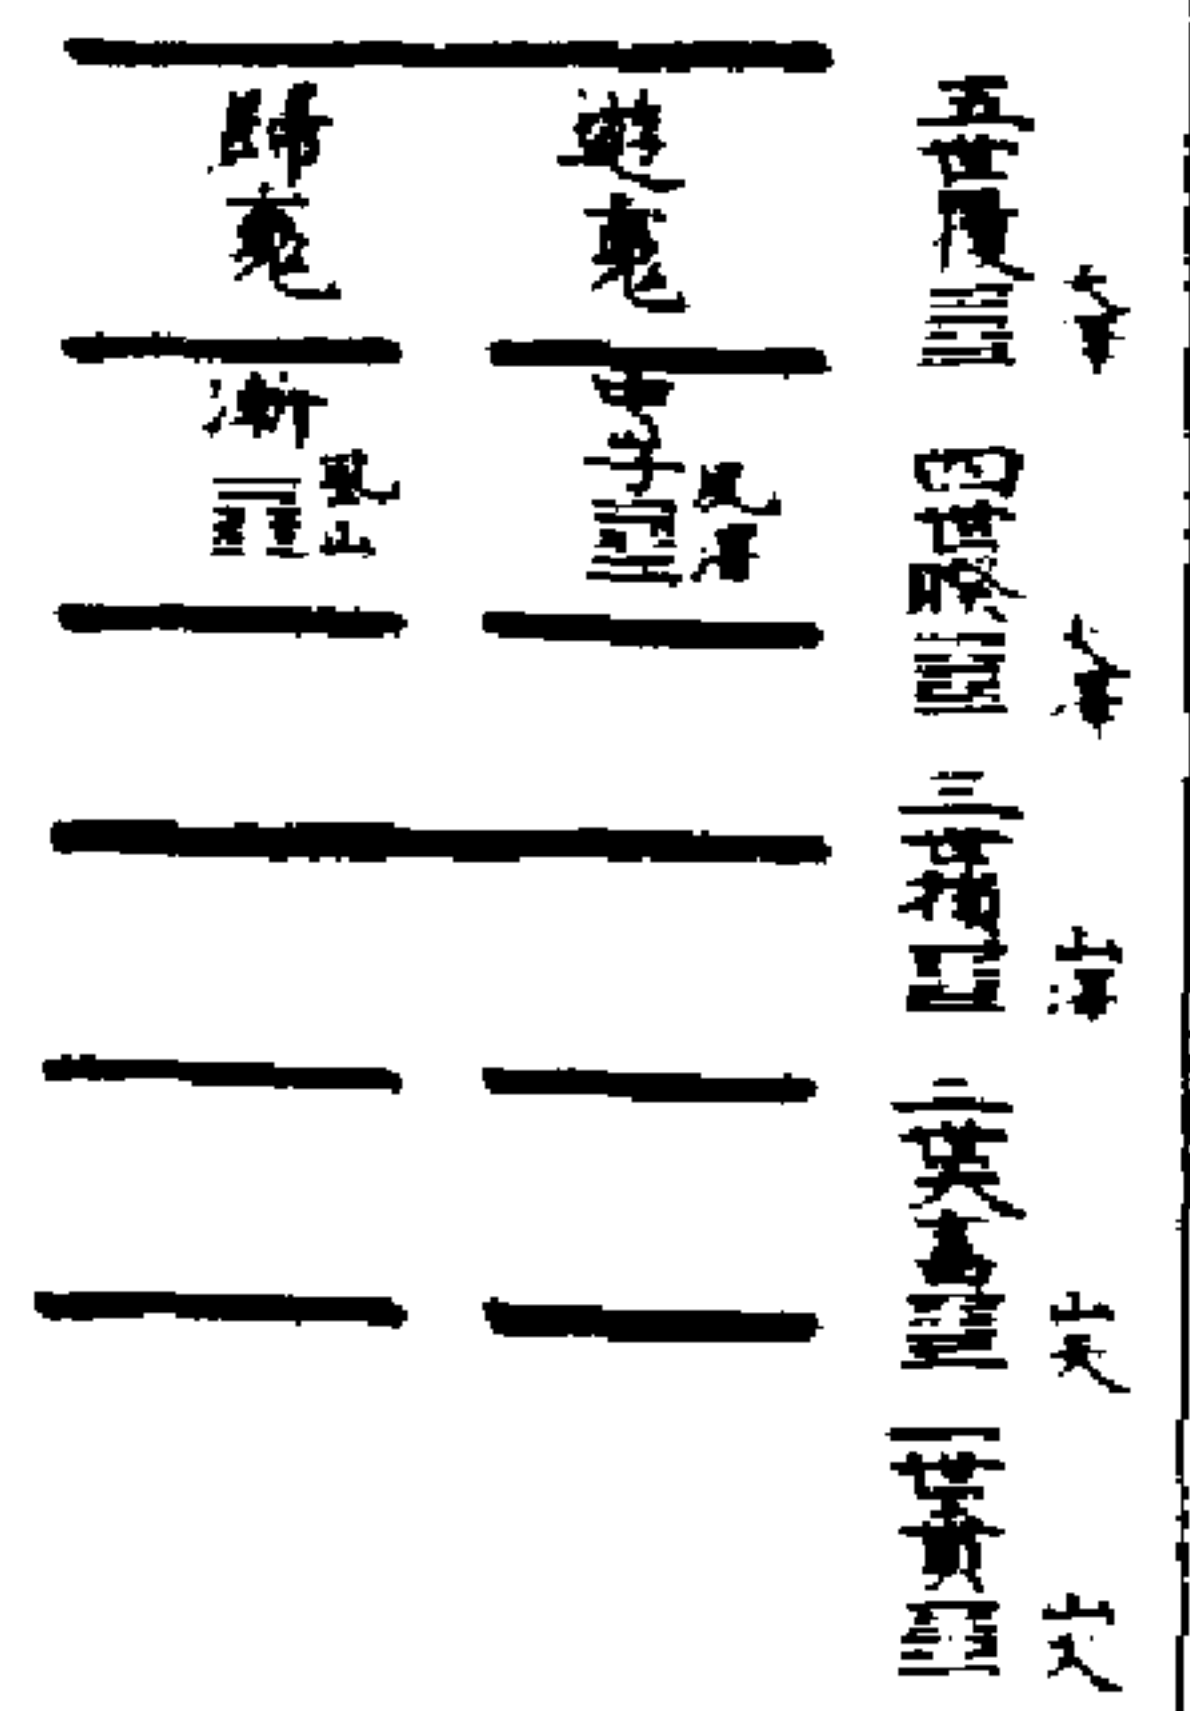 五世履
天澤
四世睽
火澤
三世損
山澤
二世大畜
山天
一世賁
山火
遊魂
中孚
風澤
歸魂
漸
風山